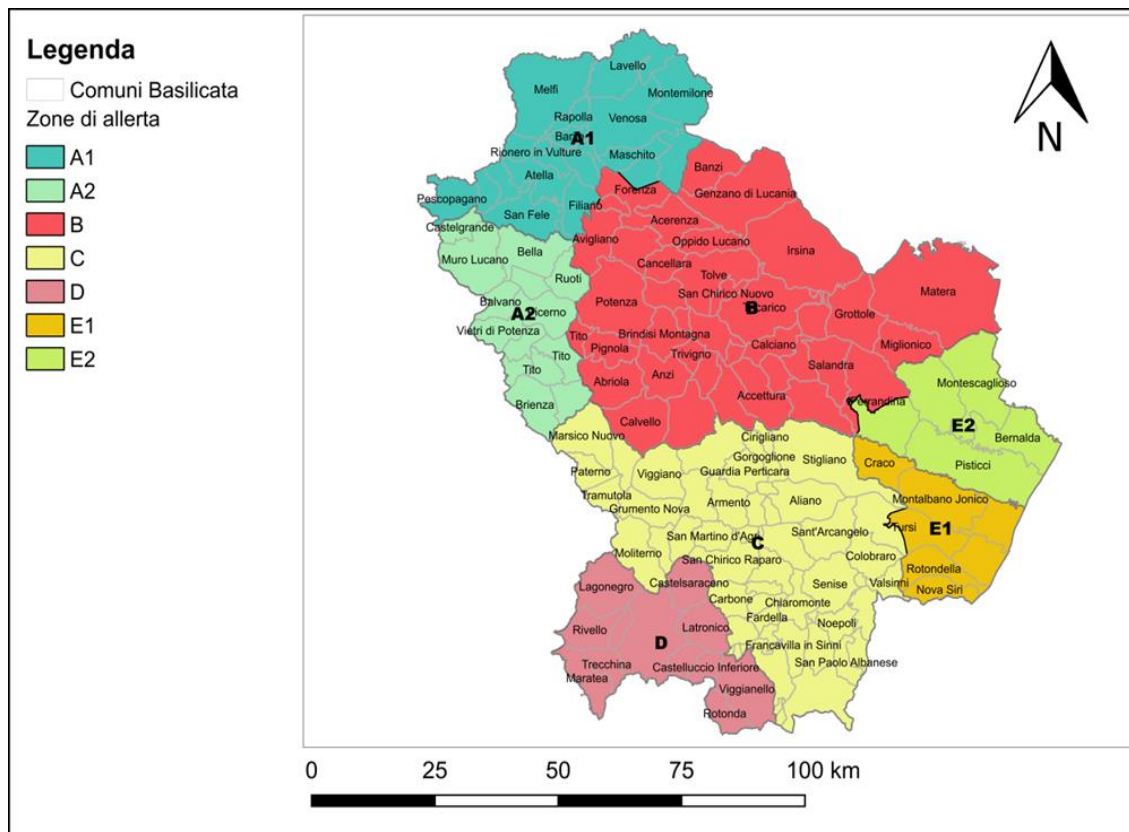 Legenda
Comuni Basilicata
Zone di allerta
A1
A2
B
C
D
E1
E2
N
Lavello
Melfi
Montemilone
Rapolla
Venosa
A1
Rionero in Vulture
Maschito
Atella
Banzi
Pescopagano
Forenza
Genzano di Lucania
Filiano
San Fele
Acerenza
Castelgrande
Avigliano
Oppido Lucano
Bella
Irsina
Muro Lucano
Cancellara
Ruoti
Tolve
Matera
San Chirico Nuovo
Balvano
Potenza
B
A2
Grottole
Vietri di Potenza
Tito
Brindisi Montagna
Calciano
Miglionico
Pignola
Trivigno
Tito
Salandra
Tito
Abriola
Anzi
Montescaglioso
Accettura
Brienza
Calvello
E2
Marsico Nuovo
Cirigliano
Bernalda
Gorgoglione
Stigliano
Craco
Pisticci
Paterno
Viggiano
Guardia Perticara
Tramutola
Armento
Aliano
Montalbano Jonico
Grumento Nova
Tursi
E1
San Martino d'Agri
C
Sant'Arcangelo
Moliterno
San Chirico Raparo
Colobraro
Rotondella
Lagonegro
Castelsaraceno
Senise
Valsinni
Nova Siri
Carbone
Chiaromonte
Fardella
Noepoli
Rivello
Latronico
D
Francavilla in Sinni
Trecchina
Castelluccio Inferiore
San Paolo Albanese
Maratea
Viggianello
Rotonda
0 25 50 75 100 km